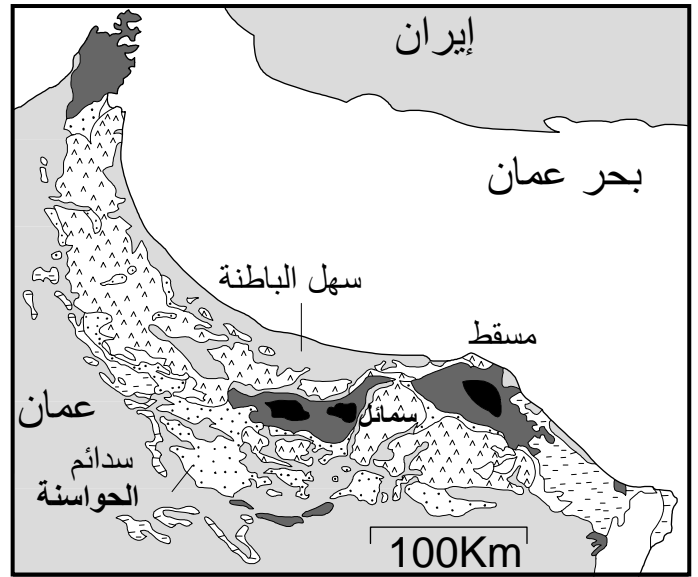 إيران
بحر عمان
سهل الباطنة
مسقط
عمان
سمائل
سدائم
الحواسنة
100Km